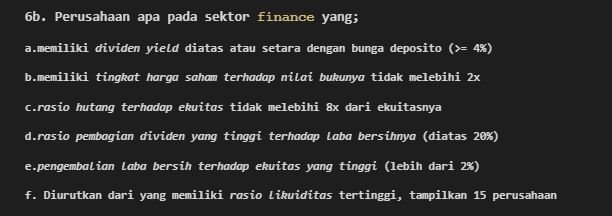 6b. Perusahaan apa pada sektor finance yang;
a.memiliki dividen yield diatas atau setara dengan bunga deposito (>= 4%)
b.memiliki tingkat harga saham terhadap nilai bukunya tidak melebihi 2x
c.rasio hutang terhadap ekuitas tidak melebihi 8x dari ekuitasnya
d.rasio pembagian dividen yang tinggi terhadap laba bersihnya (diatas 20%)
e.pengembalian laba bersih terhadap ekuitas yang tinggi (lebih dari 2%)
f. Diurutkan dari yang memiliki rasio likuiditas tertinggi, tampilkan 15 perusahaan